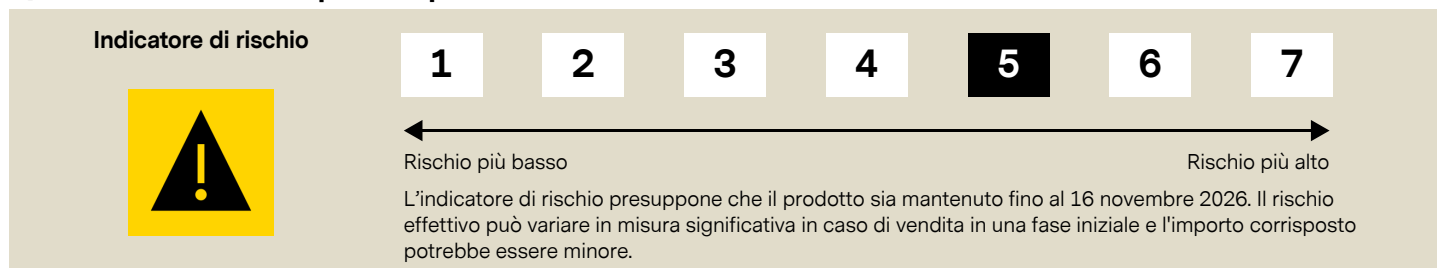 Indicatore di rischio
1 2 3 4 5 6 7
Rischio più basso Rischio più alto
L'indicatore di rischio presuppone che il prodotto sia mantenuto fino al 16 novembre 2026. Il rischio
effettivo può variare in misura significativa in caso di vendita in una fase iniziale e l'importo corrisposto
potrebbe essere minore.